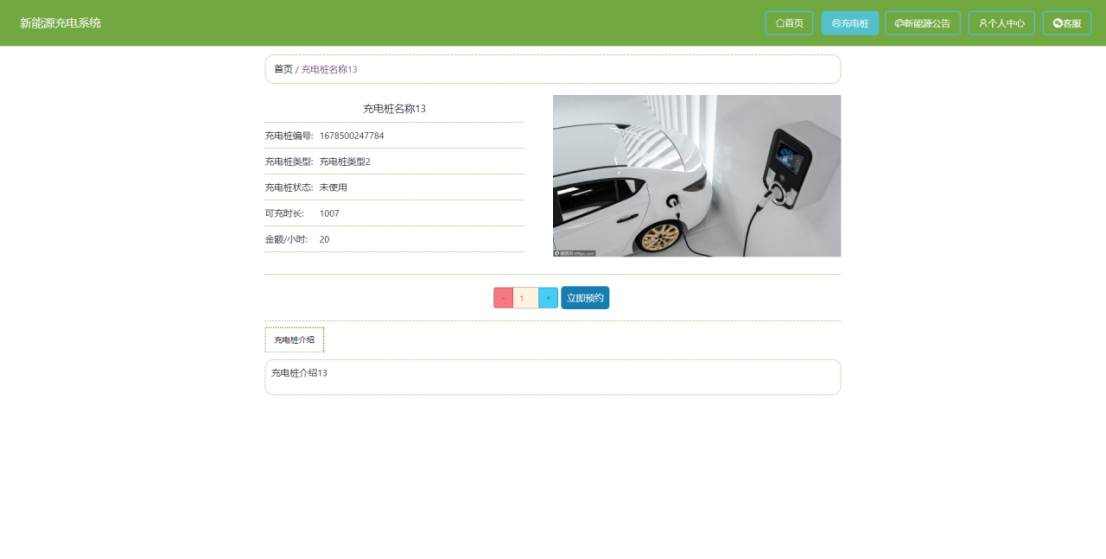 新能源充电系统
首页
充电桩
新能源公告
个人中心
客服
首页 / 充电桩名称13
充电桩名称13
充电桩编号: 1678500247784
充电桩类型: 充电桩类型2
充电桩状态: 未使用
可充时长: 1007
金额/小时: 20
- 1 + 立即预约
充电桩介绍
充电桩介绍13